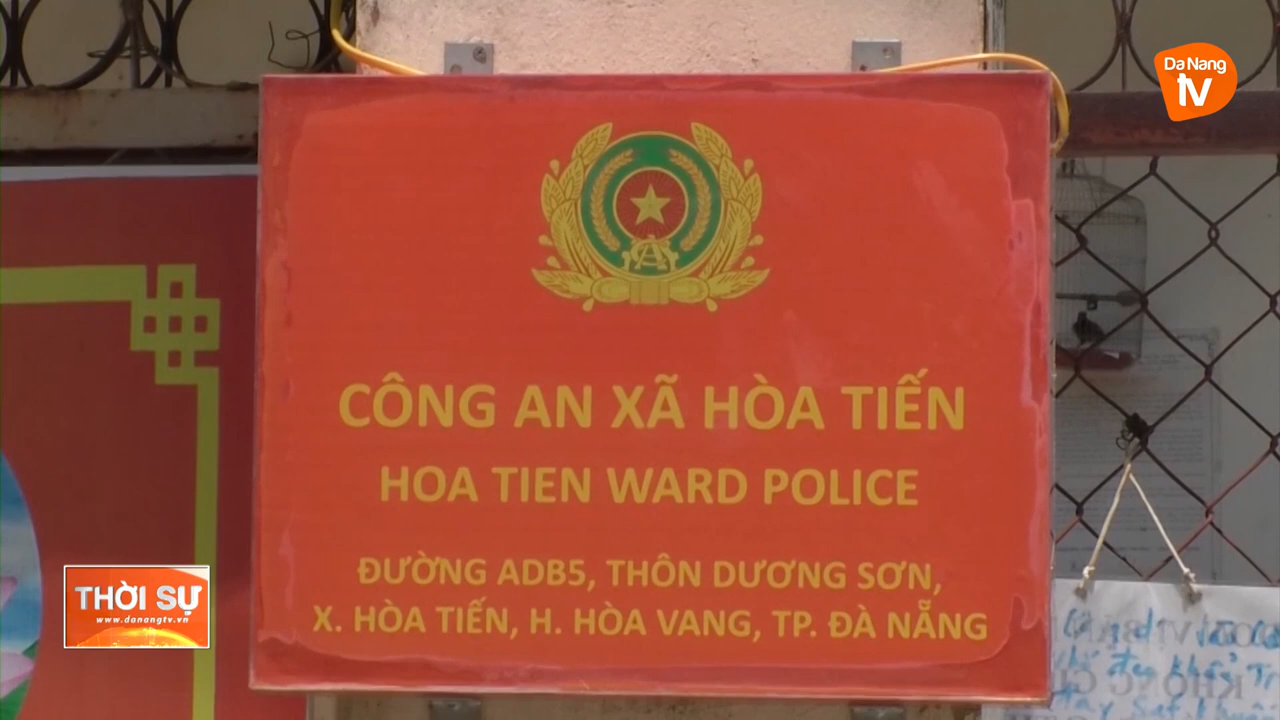 Da Nang
tv
CÔNG AN XÃ HÒA TIẾN
HOA TIEN WARD POLICE
ĐƯỜNG ADB5, THÔN DƯƠNG SƠN,
X. HÒA TIẾN, H. HÒA VANG, TP. ĐÀ NẴNG
THỜI SỰ
www.danangtv.vn